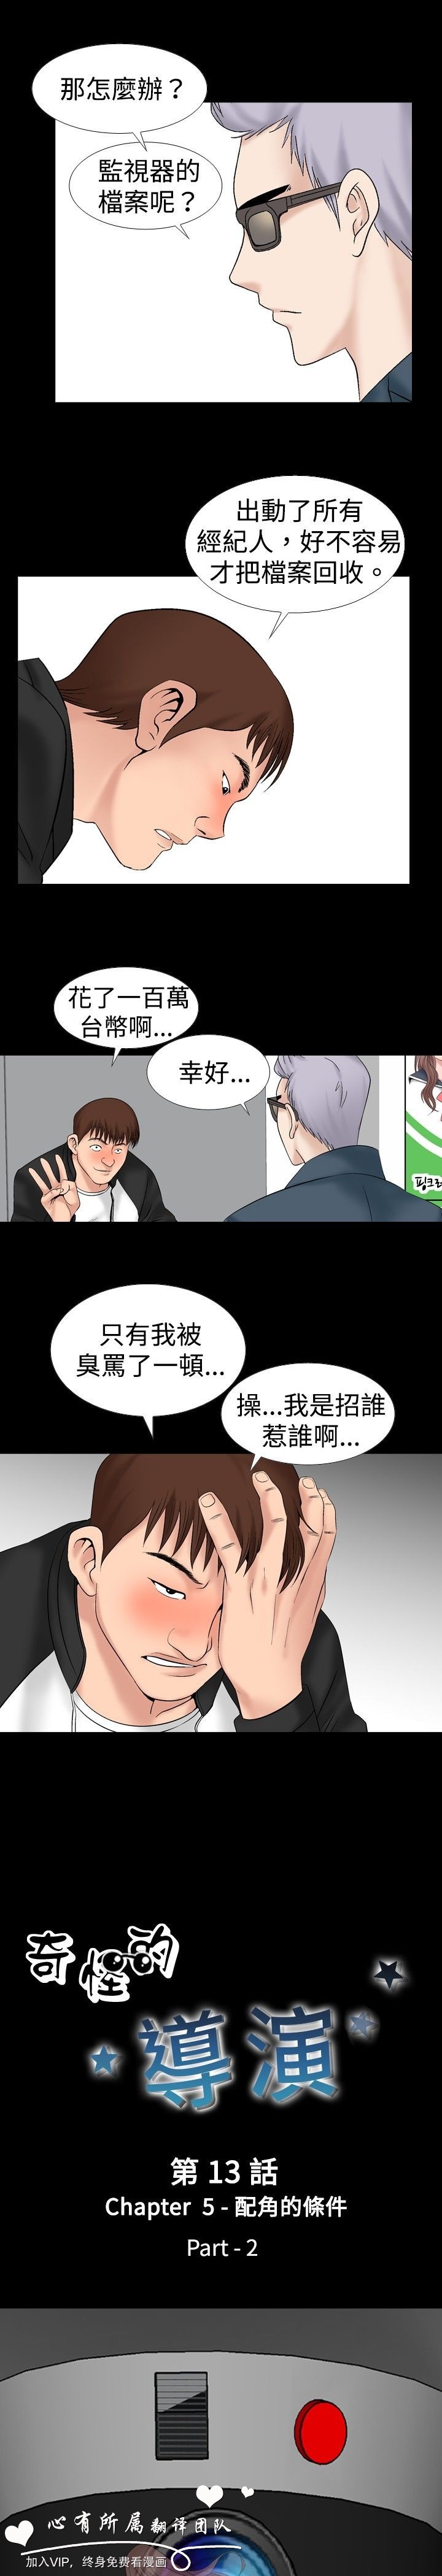 那怎麼辦？
監視器的
檔案呢？
出動了所有
經紀人，好不容易
才把檔案回收。
花了一百萬
台幣啊...
幸好...
핑크레
只有我被
臭罵了一頓...
操...我是招誰
惹誰啊...
奇怪的
導演
第 13 話
Chapter 5 - 配角的條件
Part - 2
心有所属翻译团队
加入VIP，终身免费看漫画